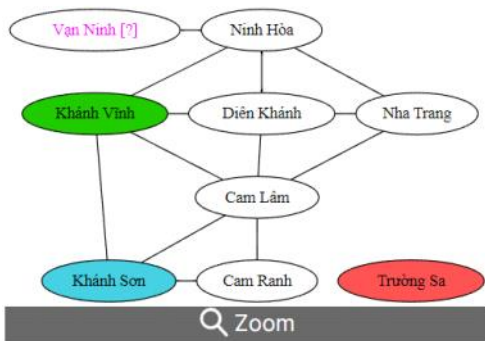 Vạn Ninh [?]
Ninh Hòa
Khánh Vĩnh
Diên Khánh
Nha Trang
Cam Lâm
Khánh Sơn
Cam Ranh
Trường Sa
Zoom